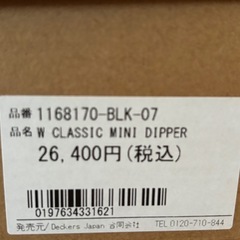 品番 1168170-BLK-07
品名 W CLASSIC MINI DIPPER
26,400円(税込)
0197634331621
発売元/Deckers Japan 合同会社 TEL 0120-710-844